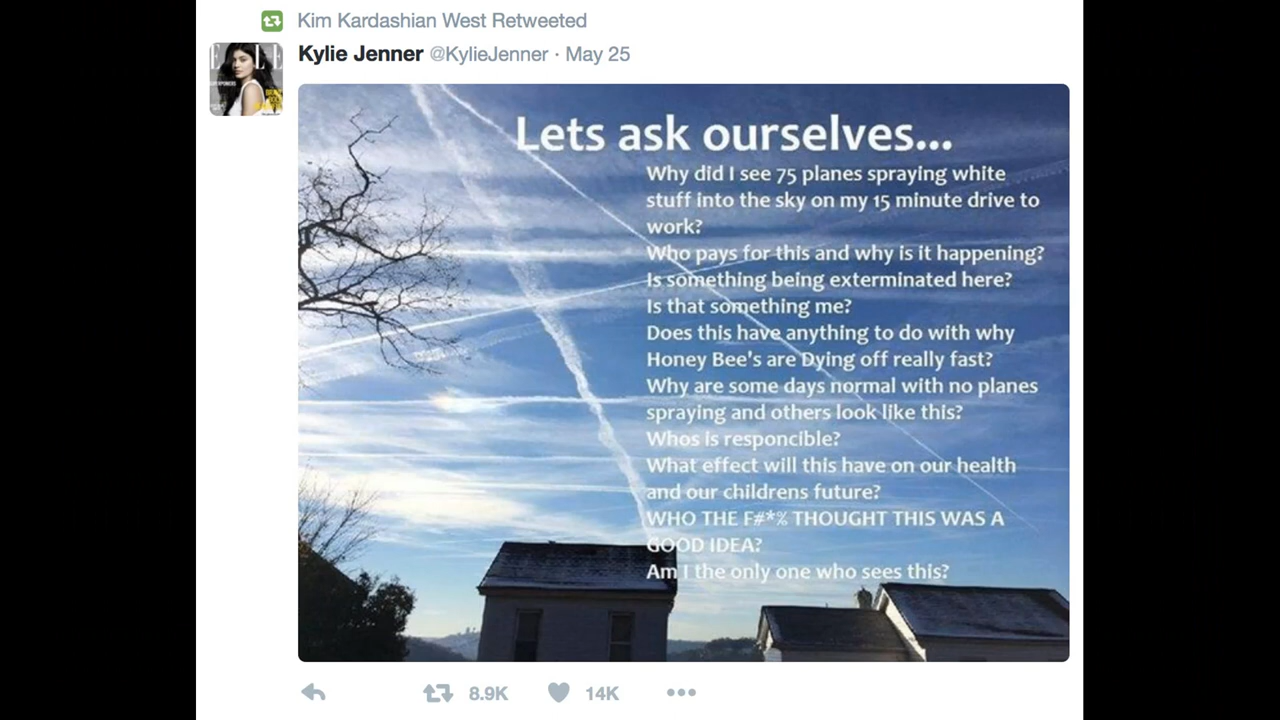 Kim Kardashian West Retweeted
Kylie Jenner @KylieJenner · May 25
ELLE
Lets ask ourselves...
Why did I see 75 planes spraying white
stuff into the sky on my 15 minute drive to
work?
Who pays for this and why is it happening?
Is something being exterminated here?
Is that something me?
Does this have anything to do with why
Honey Bee's are Dying off really fast?
Why are some days normal with no planes
spraying and others look like this?
Whos is responcible?
What effect will this have on our health
and our childrens future?
WHO THE F#*% THOUGHT THIS WAS A
GOOD IDEA?
Am I the only one who sees this?
8.9K 14K